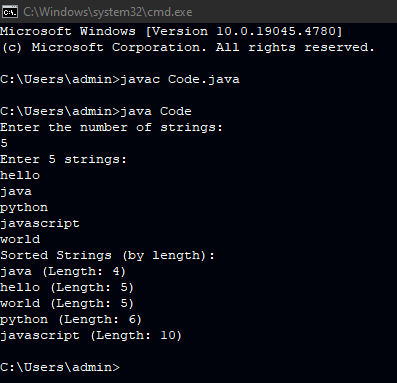 C:\Windows\system32\cmd.exe
Microsoft Windows [Version 10.0.19045.4780]
(c) Microsoft Corporation. All rights reserved.
C:\Users\admin>javac Code.java
C:\Users\admin>java Code
Enter the number of strings:
5
Enter 5 strings:
hello
java
python
javascript
world
Sorted Strings (by length):
java (Length: 4)
hello (Length: 5)
world (Length: 5)
python (Length: 6)
javascript (Length: 10)
C:\Users\admin>